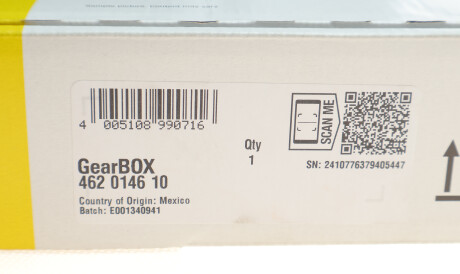 4 005108 990716
SCAN ME
Qty
1
SN: 2410776379405447
GearBOX
462 0146 10
Country of Origin: Mexico
Batch: E001340941